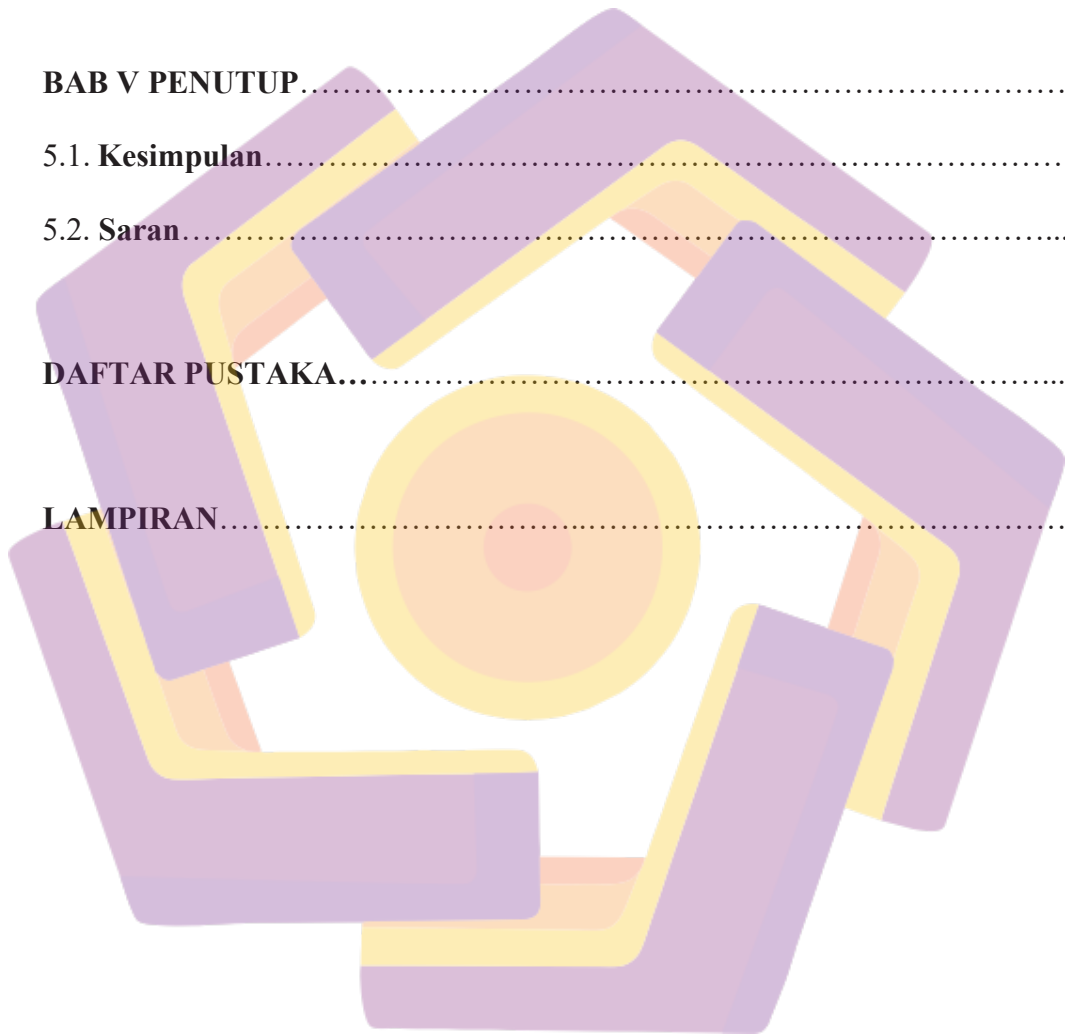 BAB V PENUTUP……………………………………………………………………….
5.1. Kesimpulan……………………………………………………………………………
5.2. Saran…………………………………………………………………………………...
DAFTAR PUSTAKA…………………………………………………………………...
LAMPIRAN…………………………………..…………………………………………….